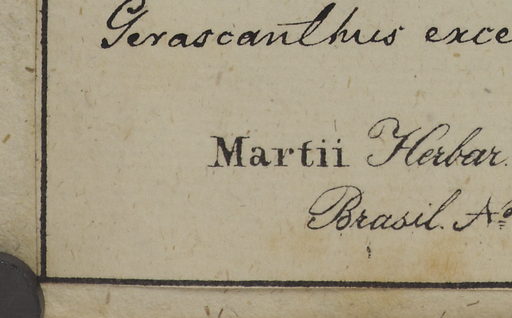 Gerascanthus exce
Martii Herbar.
Brasil. No